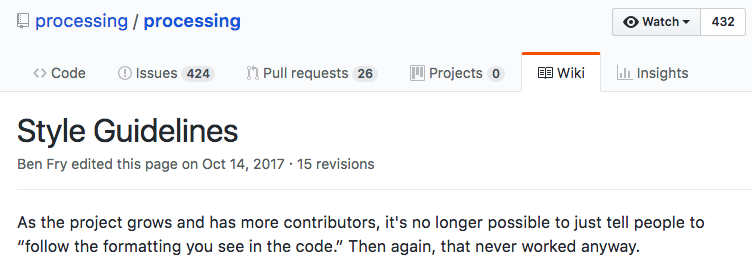 processing / processing
Watch 432
Code Issues 424 Pull requests 26 Projects 0 Wiki Insights
Style Guidelines
Ben Fry edited this page on Oct 14, 2017 · 15 revisions
As the project grows and has more contributors, it's no longer possible to just tell people to
“follow the formatting you see in the code.” Then again, that never worked anyway.